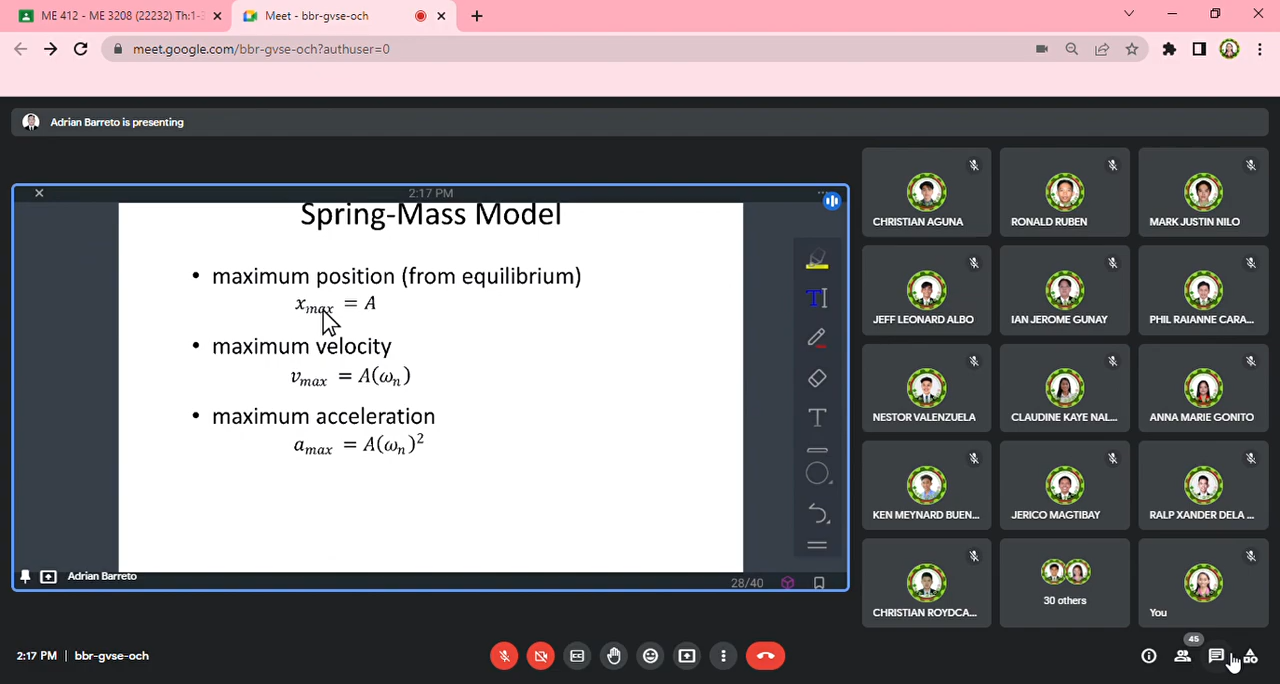 ME 412 - ME 3208 (22232) Th:1-3
Meet - bbr-gvse-och
meet.google.com/bbr-gvse-och?authuser=0
Adrian Barreto is presenting
2:17 PM
Spring-Mass Model
• maximum position (from equilibrium)
x_max = A
• maximum velocity
v_max = A(ω_n)
• maximum acceleration
a_max = A(ω_n)²
28/40
Adrian Barreto
CHRISTIAN AGUNA
RONALD RUBEN
MARK JUSTIN NILO
JEFF LEONARD ALBO
IAN JEROME GUNAY
PHIL RAIANNE CARA...
NESTOR VALENZUELA
CLAUDINE KAYE NAL...
ANNA MARIE GONITO
KEN MEYNARD BUEN...
JERICO MAGTIBAY
RALP XANDER DELA ...
CHRISTIAN ROYDCA...
30 others
You
2:17 PM | bbr-gvse-och
45